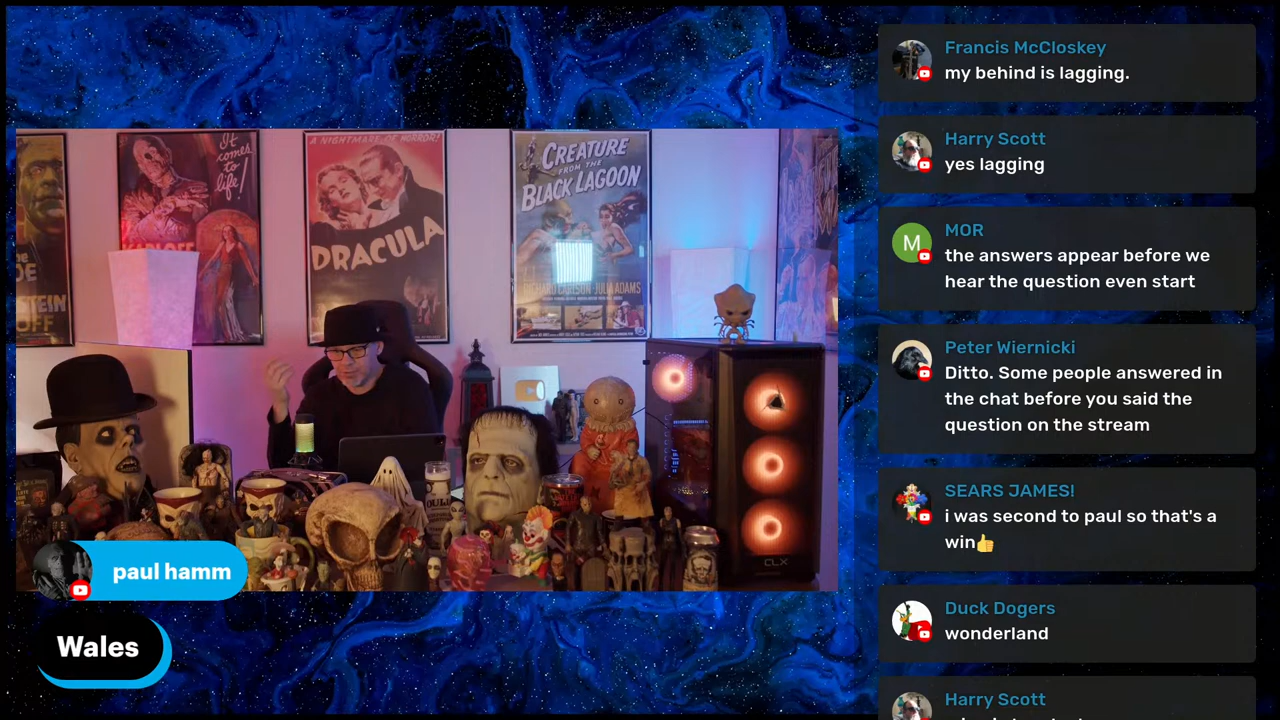 It
comes
to
life!
A NIGHTMARE OF HORROR!
DRACULA
CREATURE
FROM THE
BLACK LAGOON
RICHARD CARLSON · JULIA ADAMS
CLX
paul hamm
Wales
Francis McCloskey
my behind is lagging.
Harry Scott
yes lagging
M
MOR
the answers appear before we
hear the question even start
Peter Wiernicki
Ditto. Some people answered in
the chat before you said the
question on the stream
SEARS JAMES!
i was second to paul so that's a
win👍
Duck Dogers
wonderland
Harry Scott